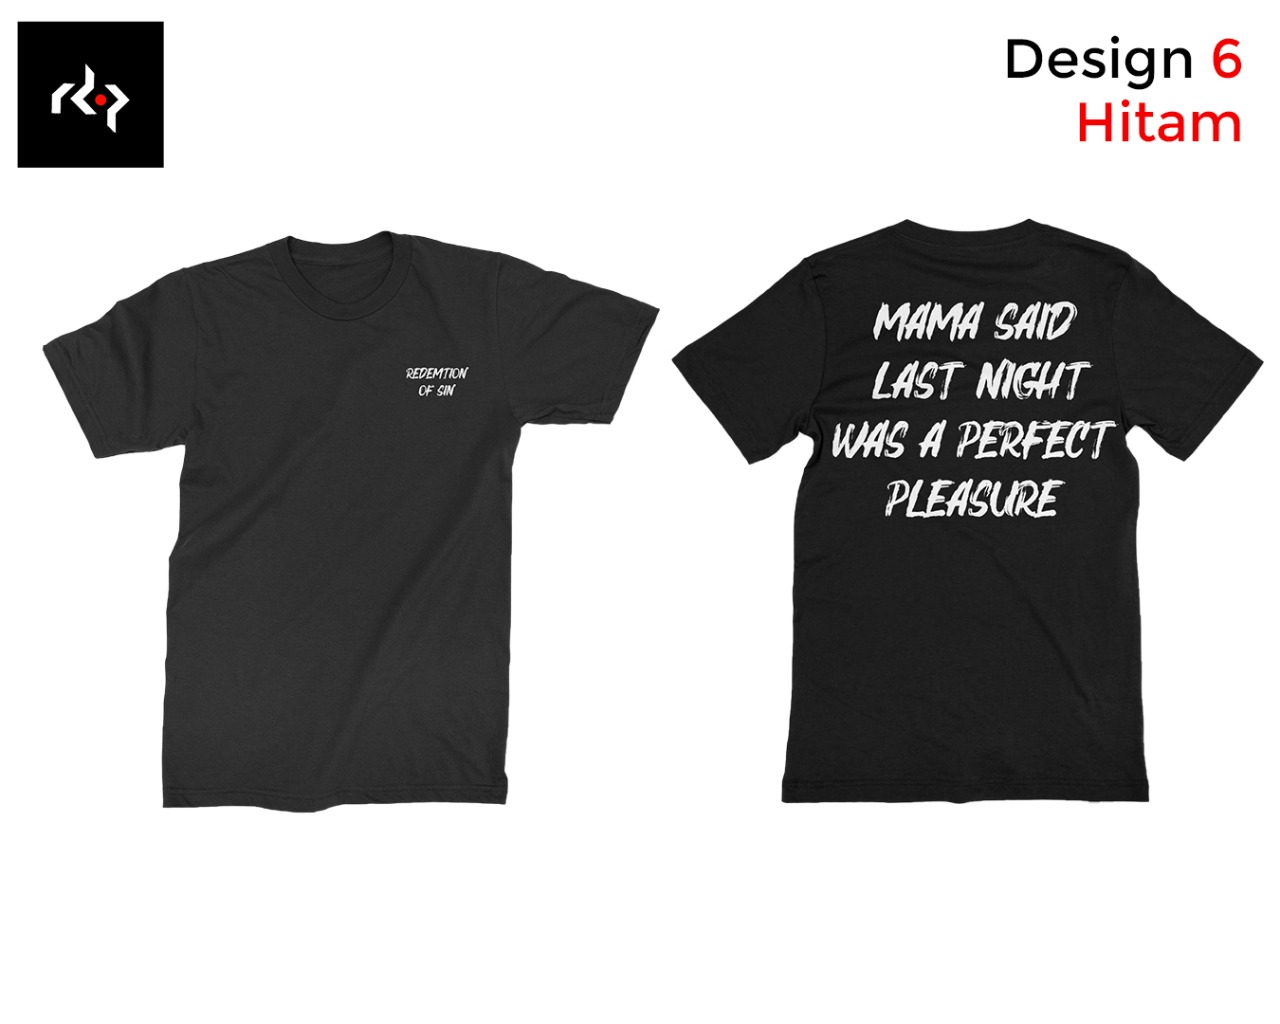 Design 6
Hitam
REDEMTION
OF SIN
MAMA SAID
LAST NIGHT
WAS A PERFECT
PLEASURE